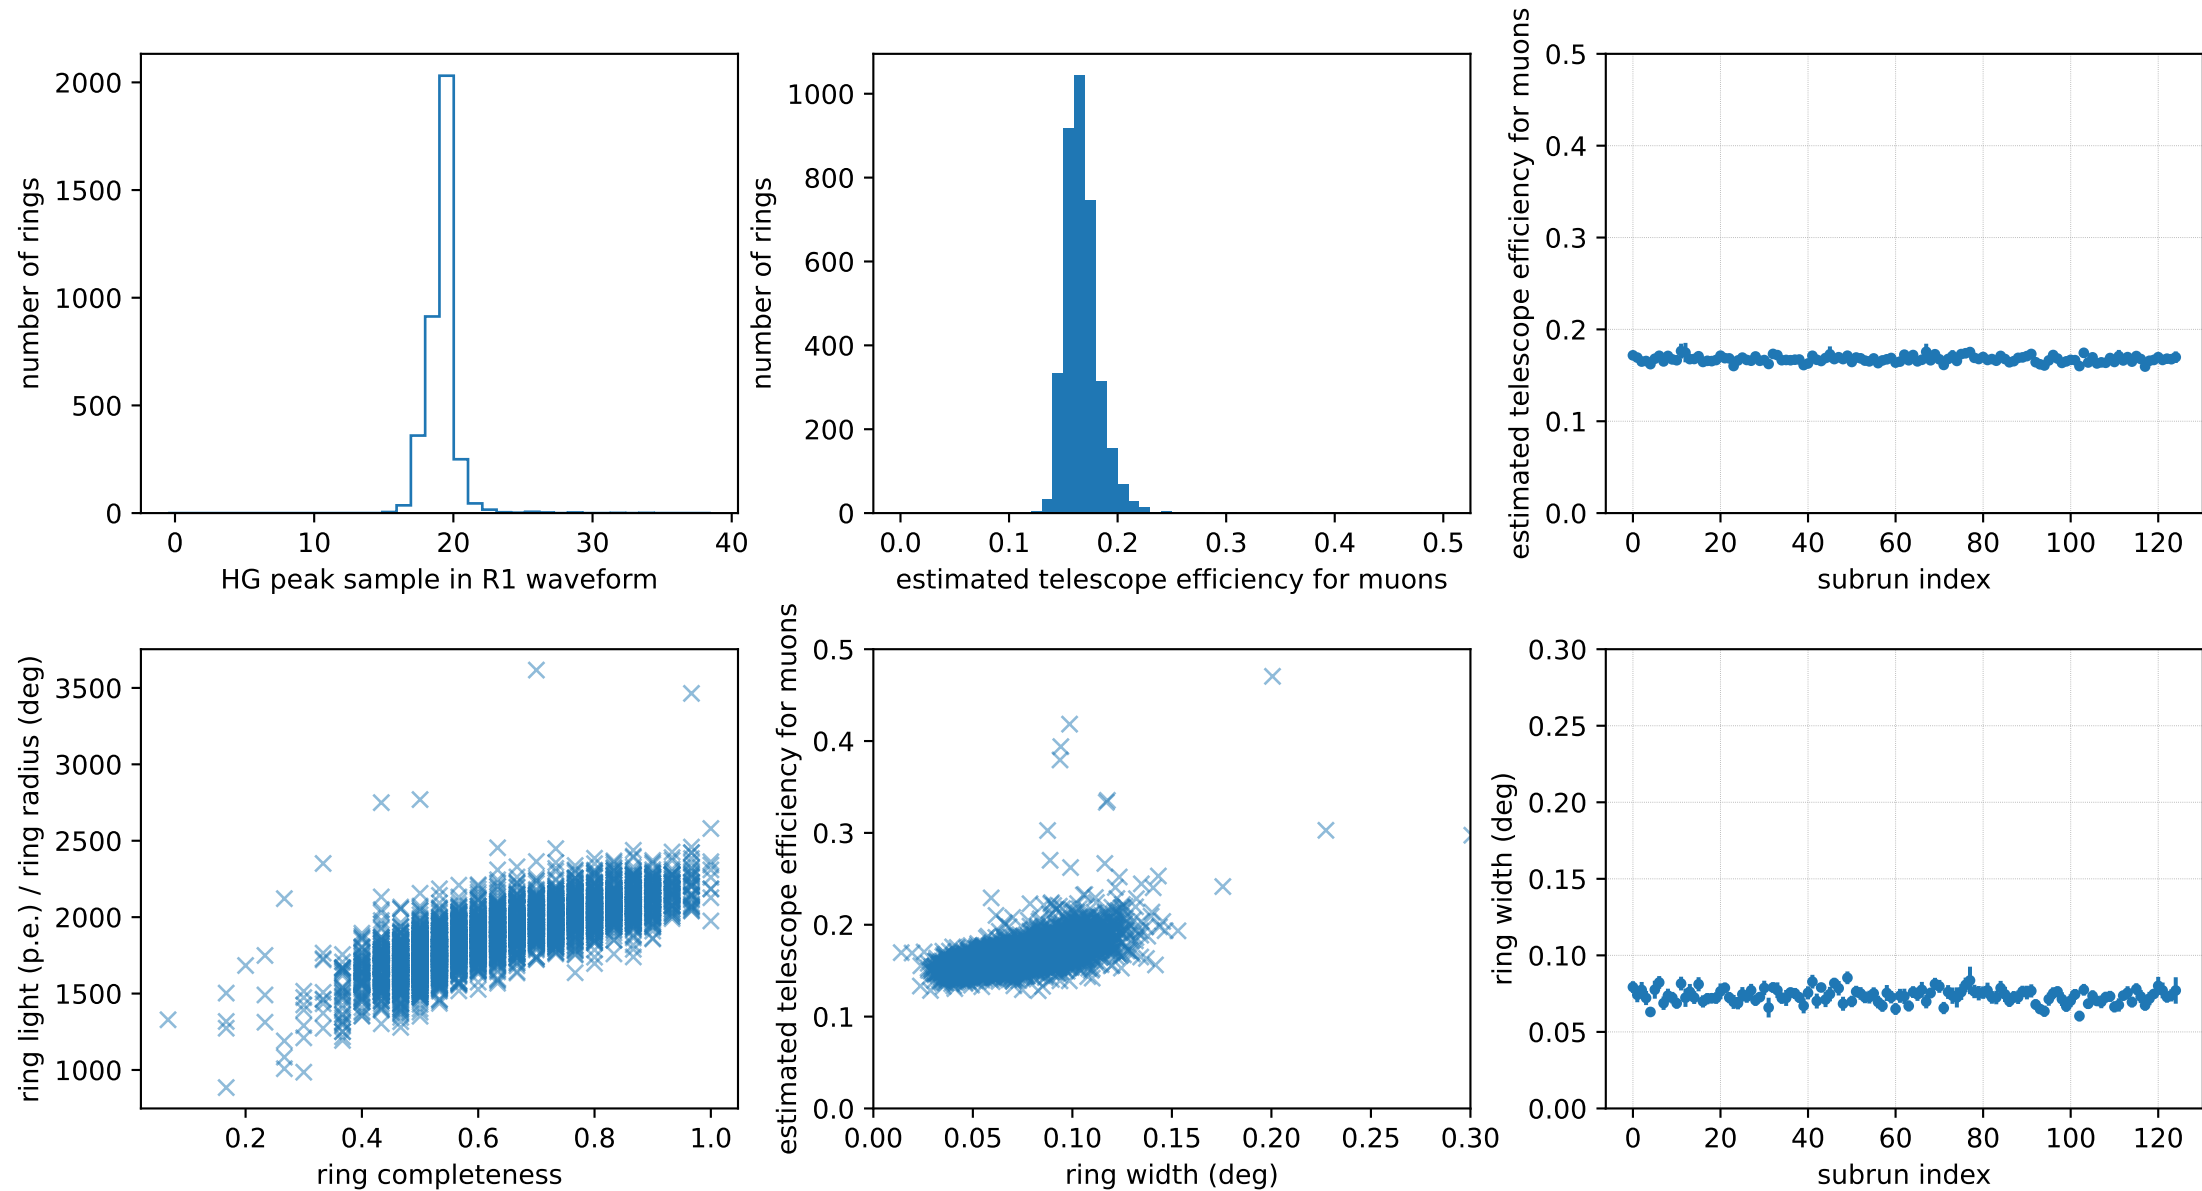 number of rings
2000
1500
1000
500
0
0 10 20 30 40
HG peak sample in R1 waveform
number of rings
1000
800
600
400
200
0
0.0 0.1 0.2 0.3 0.4 0.5
estimated telescope efficiency for muons
estimated telescope efficiency for muons
0.5
0.4
0.3
0.2
0.1
0.0
0 20 40 60 80 100 120
subrun index
ring light (p.e.) / ring radius (deg)
3500
3000
2500
2000
1500
1000
0.2 0.4 0.6 0.8 1.0
ring completeness
estimated telescope efficiency for muons
0.5
0.4
0.3
0.2
0.1
0.0
0.00 0.05 0.10 0.15 0.20 0.25 0.30
ring width (deg)
ring width (deg)
0.30
0.25
0.20
0.15
0.10
0.05
0.00
0 20 40 60 80 100 120
subrun index